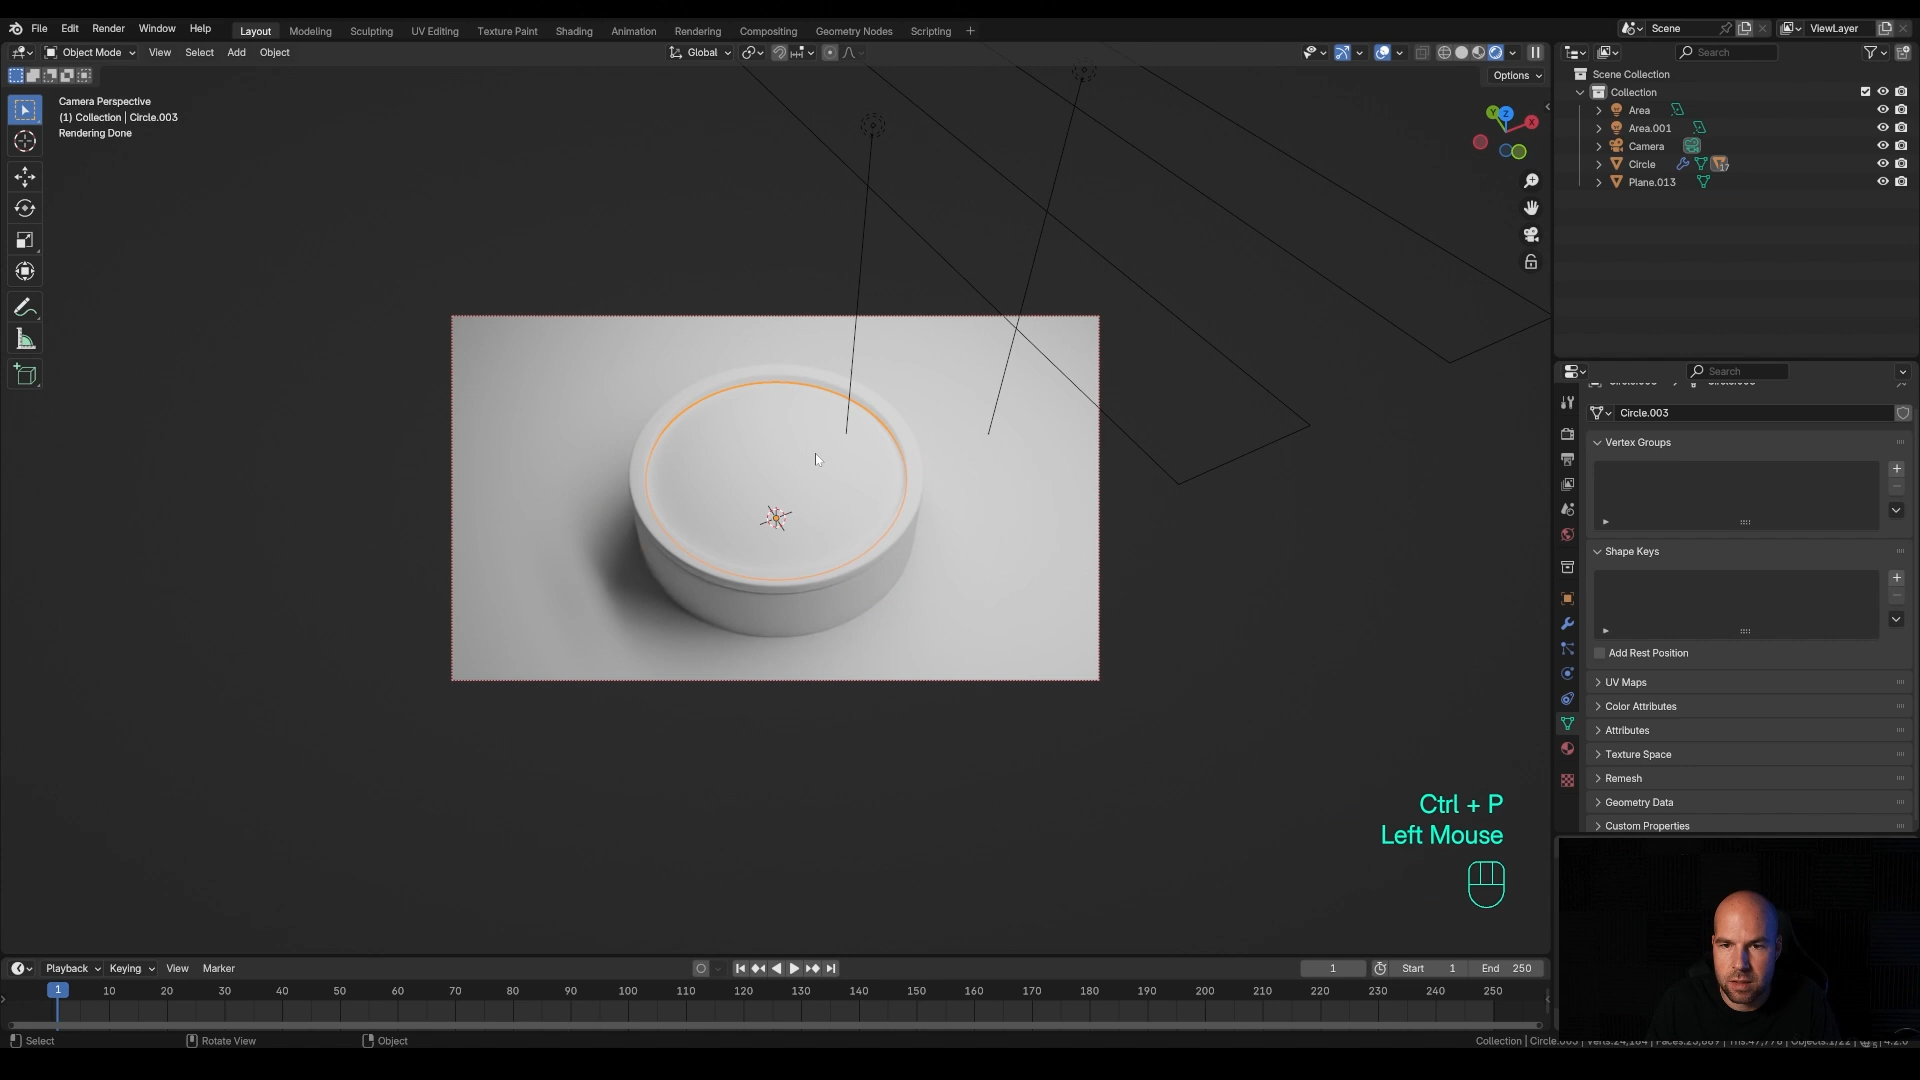 File Edit Render Window Help Layout Modeling Sculpting UV Editing Texture Paint Shading Animation Rendering Compositing Geometry Nodes Scripting + Scene ViewLayer
Object Mode View Select Add Object Global Search
Options
Camera Perspective
(1) Collection | Circle.003
Rendering Done
Scene Collection
Collection
Area
Area.001
Camera
Circle 17
Plane.013
Y Z X
Search
Circle.003
Vertex Groups
Shape Keys
Add Rest Position
UV Maps
Color Attributes
Attributes
Texture Space
Remesh
Geometry Data
Custom Properties
Ctrl + P
Left Mouse
Playback Keying View Marker 1 Start 1 End 250
1 10 20 30 40 50 60 70 80 90 100 110 120 130 140 150 160 170 180 190 200 210 220 230 240 250
Select Rotate View Object